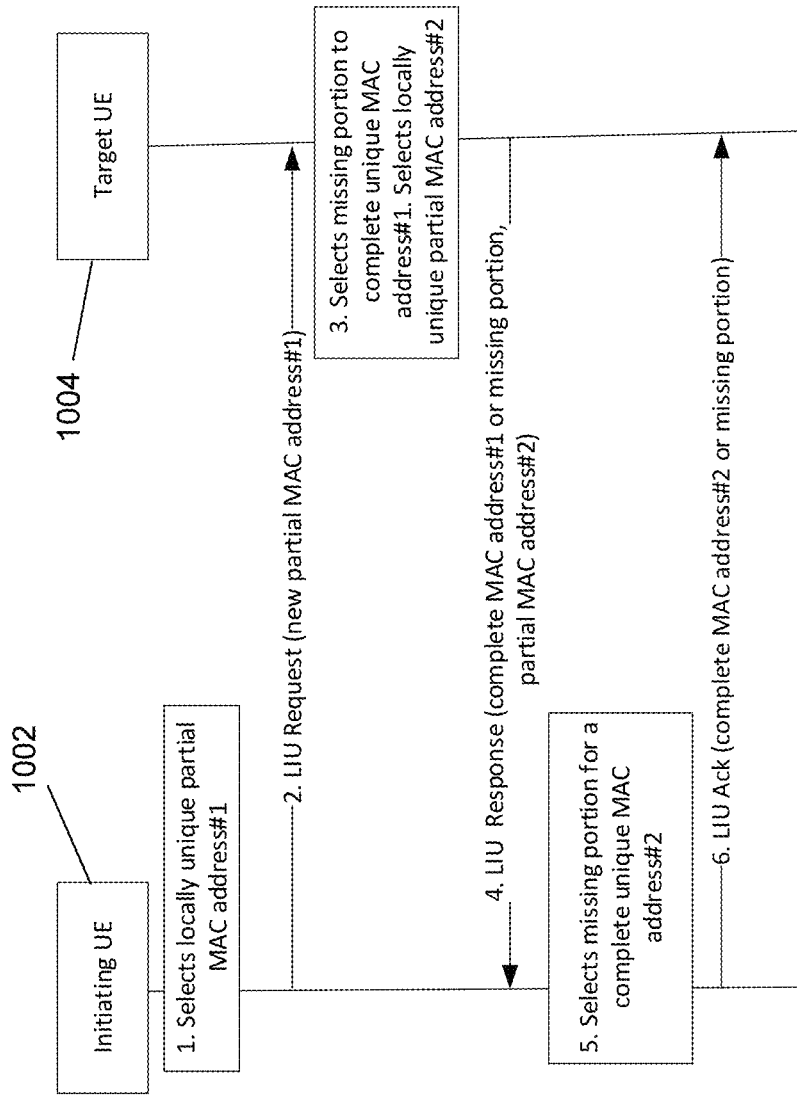 1002
1004
Initiating UE
Target UE
1. Selects locally unique partial
MAC address#1
2. LIU Request (new partial MAC address#1)
3. Selects missing portion to
complete unique MAC
address#1. Selects locally
unique partial MAC address#2
4. LIU Response (complete MAC address#1 or missing portion,
partial MAC address#2)
5. Selects missing portion for a
complete unique MAC
address#2
6. LIU Ack (complete MAC address#2 or missing portion)